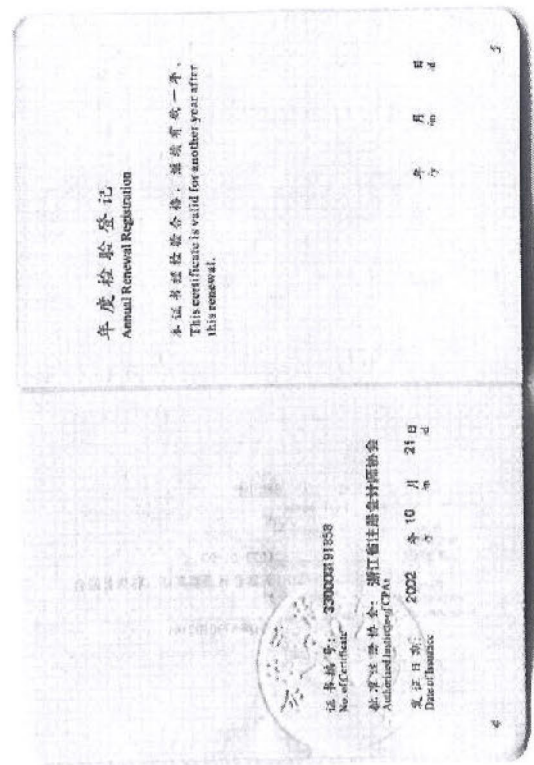 证书编号: 330000191858
No. of Certificate
批准注册协会: 浙江省注册会计师协会
Authorized Institute of CPAs
发证日期: 2002 年 10 月 21 日
Date of Issuance /y /m /d
4
年度检验登记
Annual Renewal Registration
本证书经检验合格，继续有效一年。
This certificate is valid for another year after
this renewal.
年 月 日
/y /m /d
5